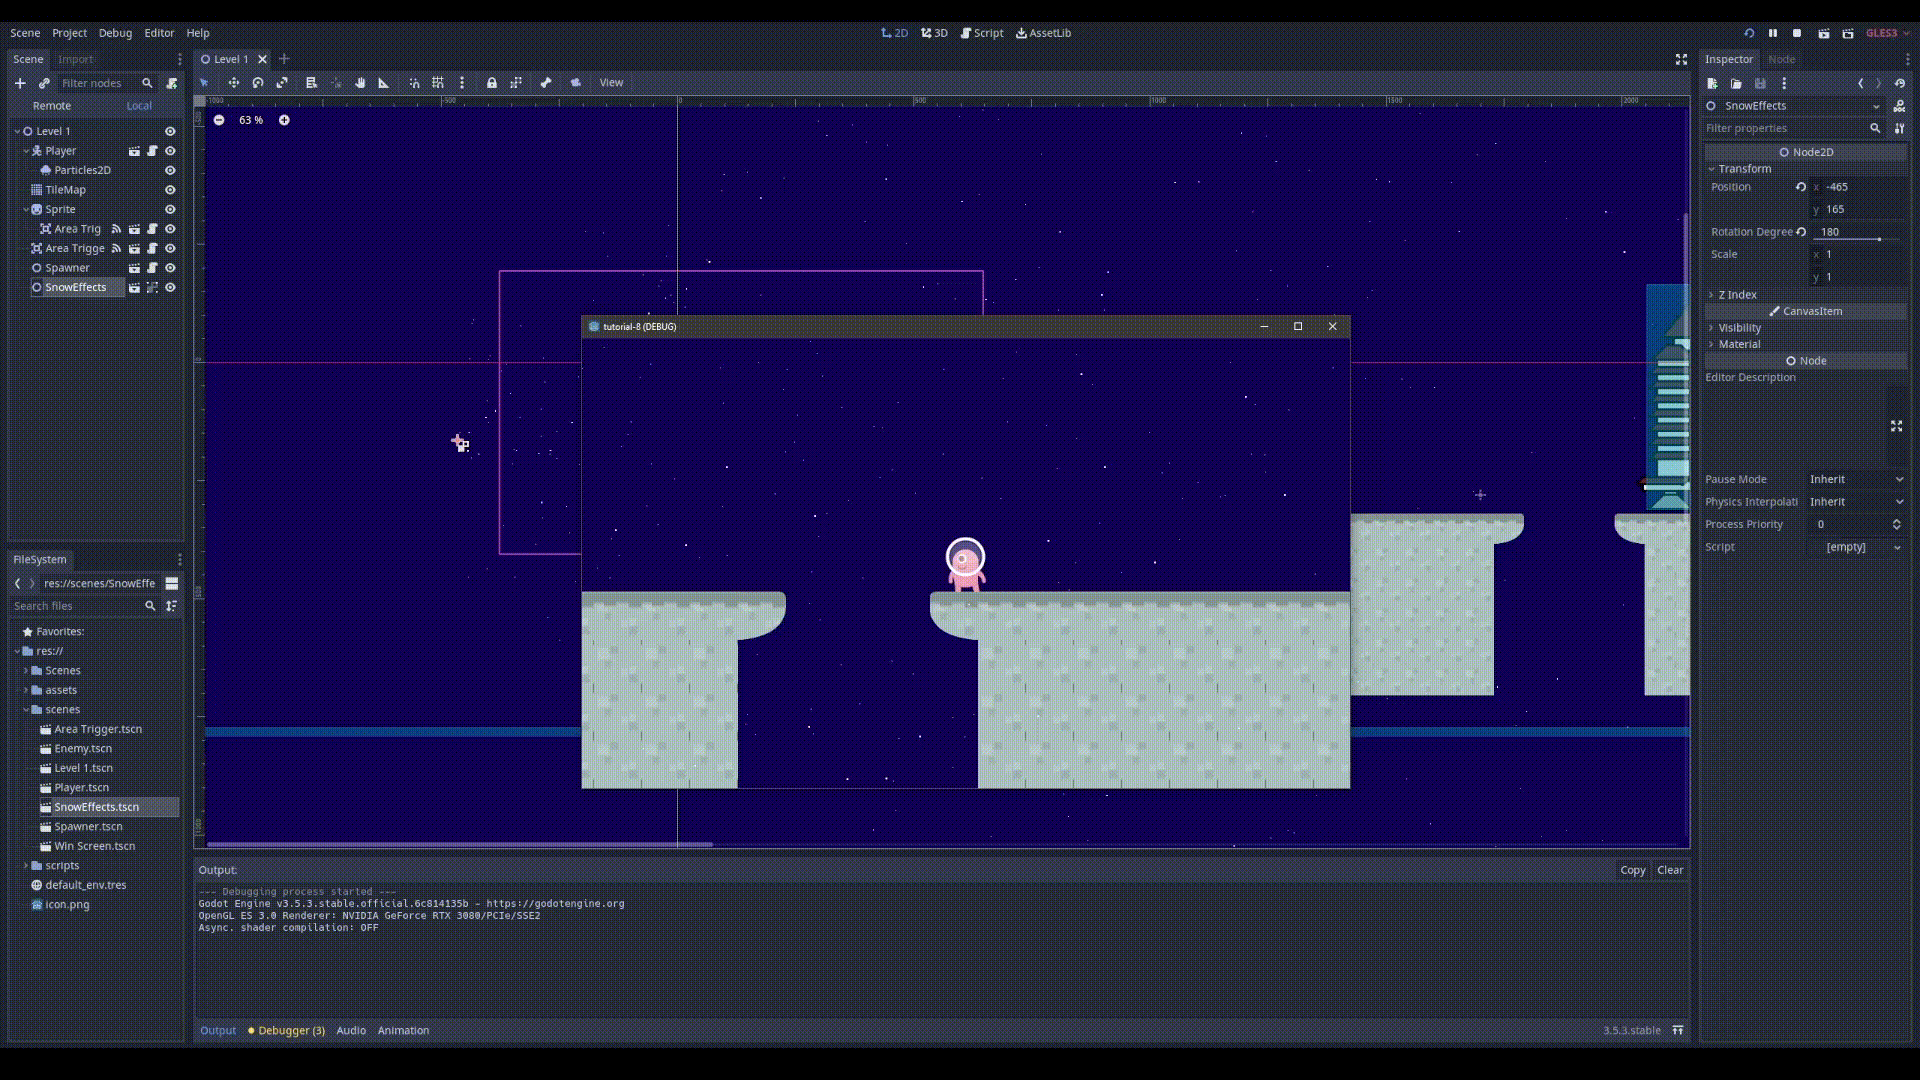 Scene Project Debug Editor Help
2D 3D Script AssetLib
GLES3
Scene Import
Filter nodes
Remote Local
Level 1
Player
Particles2D
TileMap
Sprite
Area Trig
Area Trigge
Spawner
SnowEffects
FileSystem
res://scenes/SnowEffe
Search files
Favorites:
res://
Scenes
assets
scenes
Area Trigger.tscn
Enemy.tscn
Level 1.tscn
Player.tscn
SnowEffects.tscn
Spawner.tscn
Win Screen.tscn
scripts
default_env.tres
icon.png
Level 1
View
-500 0 500 1000 1500 2000
63 %
tutorial-8 (DEBUG)
Output:
Copy Clear
--- Debugging process started ---
Godot Engine v3.5.3.stable.official.6c814135b - https://godotengine.org
OpenGL ES 3.0 Renderer: NVIDIA GeForce RTX 3080/PCIe/SSE2
Async. shader compilation: OFF
Output Debugger (3) Audio Animation
3.5.3.stable
Inspector Node
SnowEffects
Filter properties
Node2D
Transform
Position x -465
y 165
Rotation Degree 180
Scale x 1
y 1
Z Index
CanvasItem
Visibility
Material
Node
Editor Description
Pause Mode Inherit
Physics Interpolati Inherit
Process Priority 0
Script [empty]